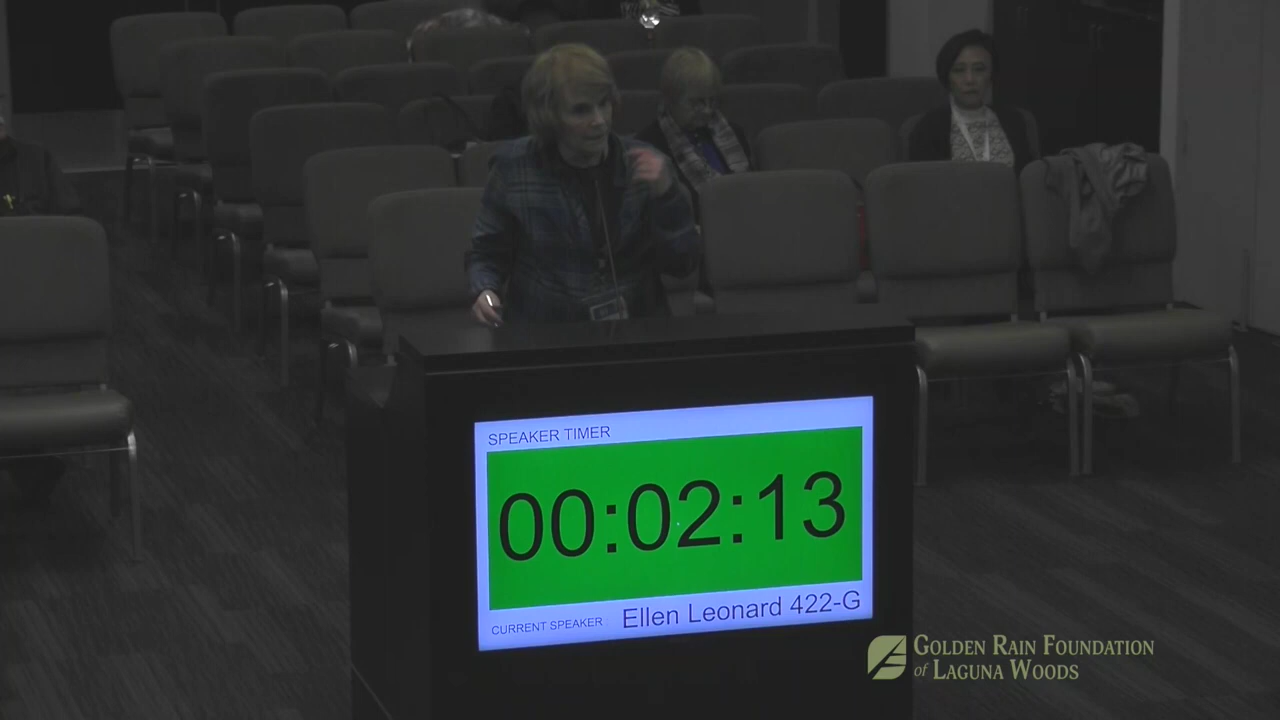 SPEAKER TIMER
00:02:13
CURRENT SPEAKER Ellen Leonard 422-G
GOLDEN RAIN FOUNDATION
of LAGUNA WOODS